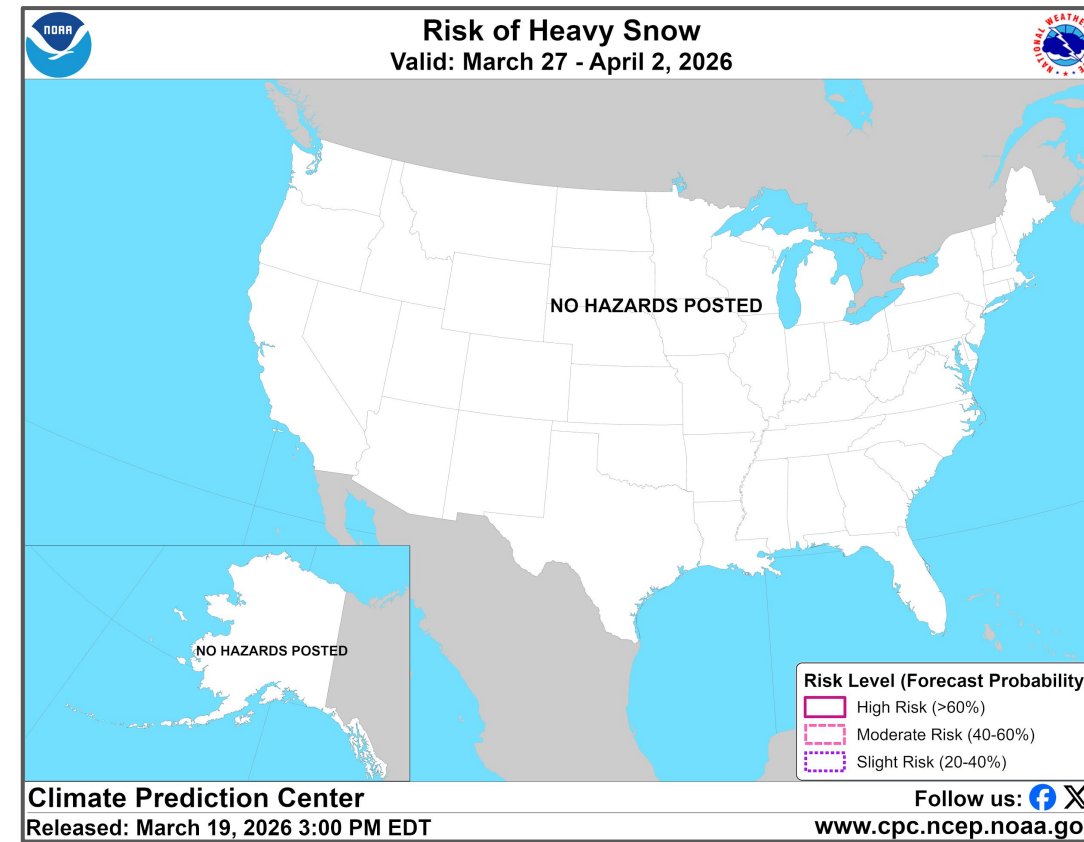 NOAA
Risk of Heavy Snow
Valid: March 27 - April 2, 2026
NO HAZARDS POSTED
NO HAZARDS POSTED
Risk Level (Forecast Probability
High Risk (>60%)
Moderate Risk (40-60%)
Slight Risk (20-40%)
Climate Prediction Center
Follow us:
Released: March 19, 2026 3:00 PM EDT
www.cpc.ncep.noaa.go